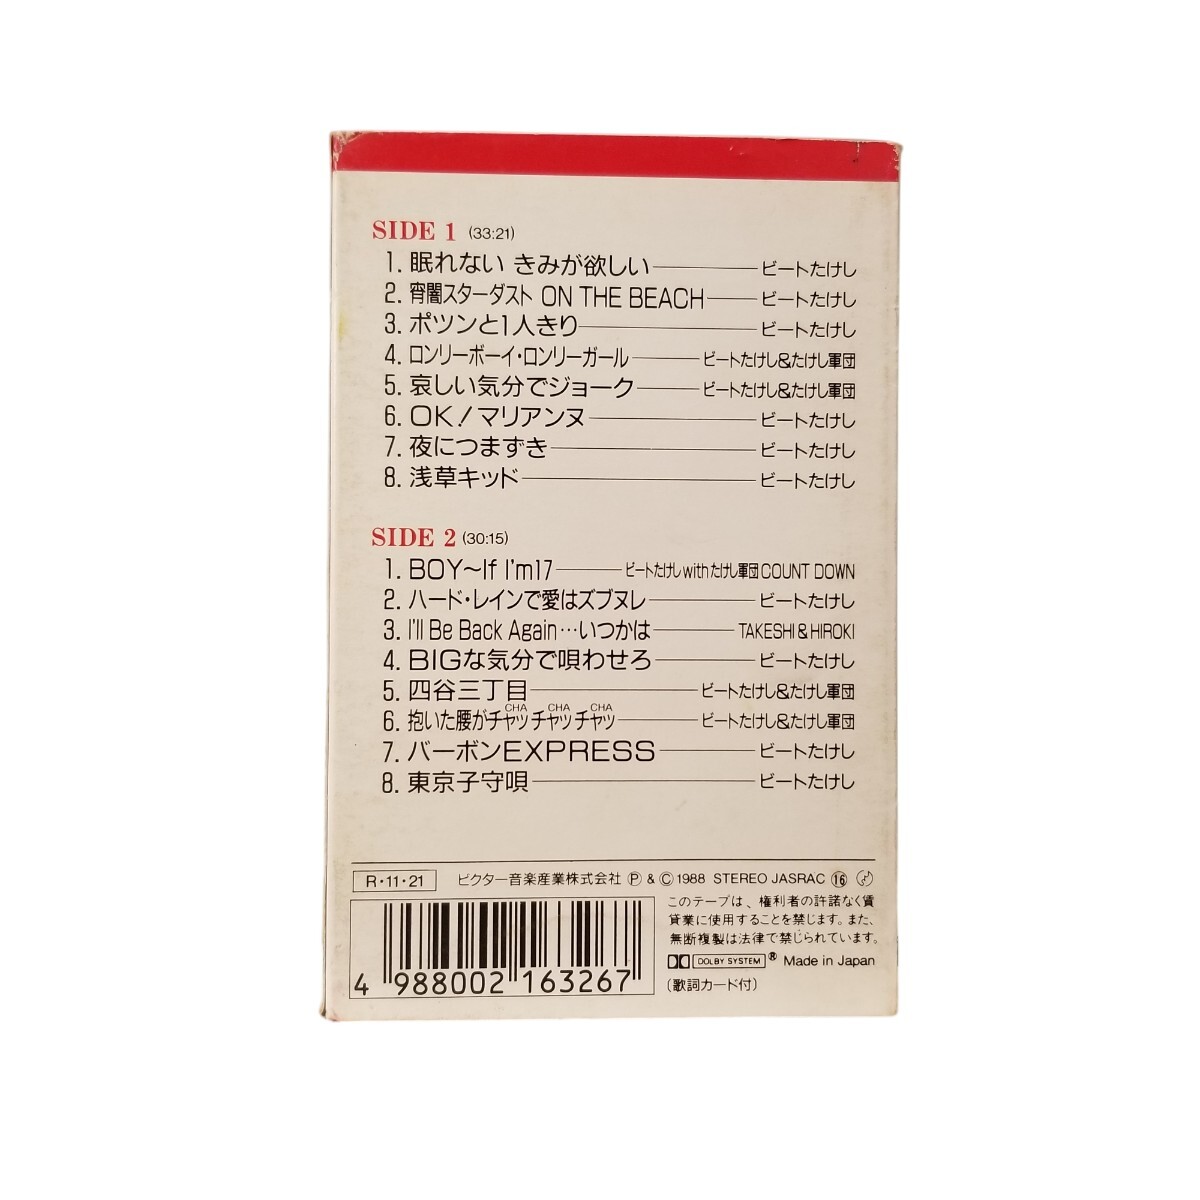 SIDE 1 (33:21)
1. 眠れない きみが欲しい ビートたけし
2. 宵闇スターダスト ON THE BEACH ビートたけし
3. ポツンと1人きり ビートたけし
4. ロンリーボーイ・ロンリーガール ビートたけし&たけし軍団
5. 哀しい気分でジョーク ビートたけし&たけし軍団
6. OK!マリアンヌ ビートたけし
7. 夜につまずき ビートたけし
8. 浅草キッド ビートたけし
SIDE 2 (30:15)
1. BOY~If I'm17 ビートたけしwithたけし軍団COUNT DOWN
2. ハード・レインで愛はズブヌレ ビートたけし
3. I'll Be Back Again…いつかは TAKESHI & HIROKI
4. BIGな気分で唄わせろ ビートたけし
5. 四谷三丁目 ビートたけし&たけし軍団
CHA CHA CHA
6. 抱いた腰がチャッチャッチャッ ビートたけし&たけし軍団
7. バーボンEXPRESS ビートたけし
8. 東京子守唄 ビートたけし
R・11・21 ビクター音楽産業株式会社 Ⓟ & Ⓒ 1988 STEREO JASRAC ⑯
このテープは、権利者の許諾なく賃
貸業に使用することを禁じます。また、
無断複製は法律で禁じられています。
DOLBY SYSTEM ® Made in Japan
(歌詞カード付)
4 988002 163267